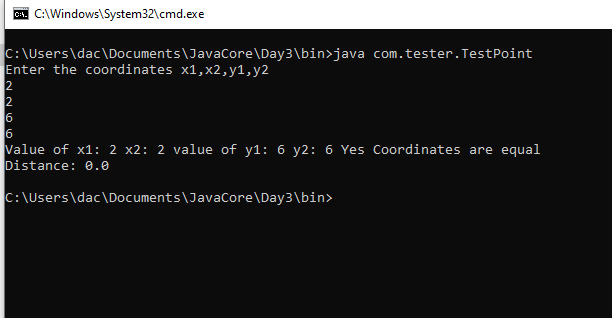 C:\Windows\System32\cmd.exe
C:\Users\dac\Documents\JavaCore\Day3\bin>java com.tester.TestPoint
Enter the coordinates x1,x2,y1,y2
2
2
6
6
Value of x1: 2 x2: 2 value of y1: 6 y2: 6 Yes Coordinates are equal
Distance: 0.0
C:\Users\dac\Documents\JavaCore\Day3\bin>